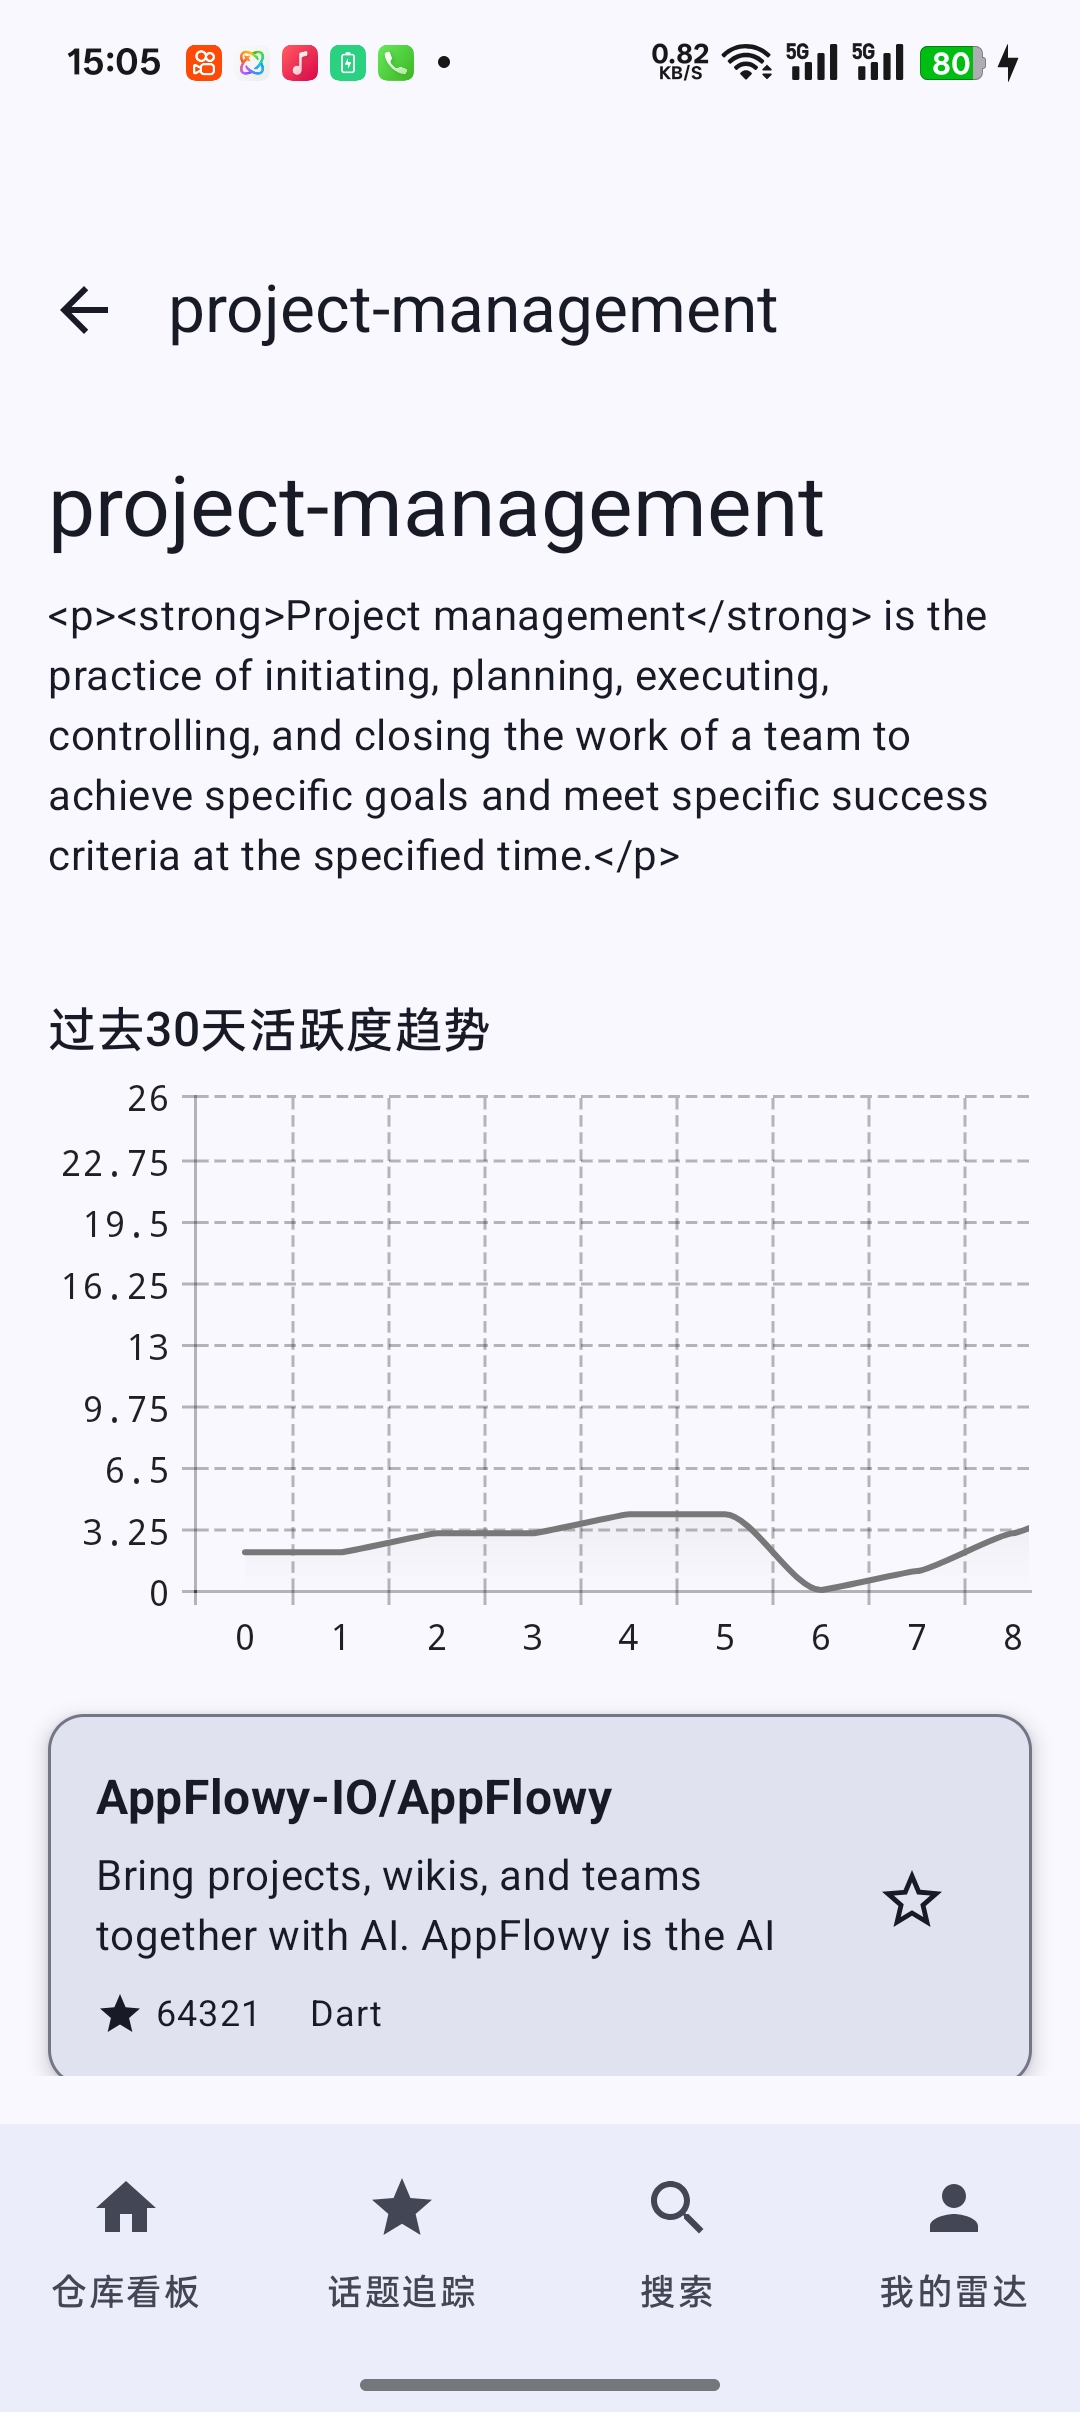 15:05
0.82
KB/S
5G
5G
80
project-management
project-management
<p><strong>Project management</strong> is the
practice of initiating, planning, executing,
controlling, and closing the work of a team to
achieve specific goals and meet specific success
criteria at the specified time.</p>
过去30天活跃度趋势
26
22.75
19.5
16.25
13
9.75
6.5
3.25
0
0 1 2 3 4 5 6 7 8
AppFlowy-IO/AppFlowy
Bring projects, wikis, and teams
together with AI. AppFlowy is the AI
64321 Dart
仓库看板 话题追踪 搜索 我的雷达